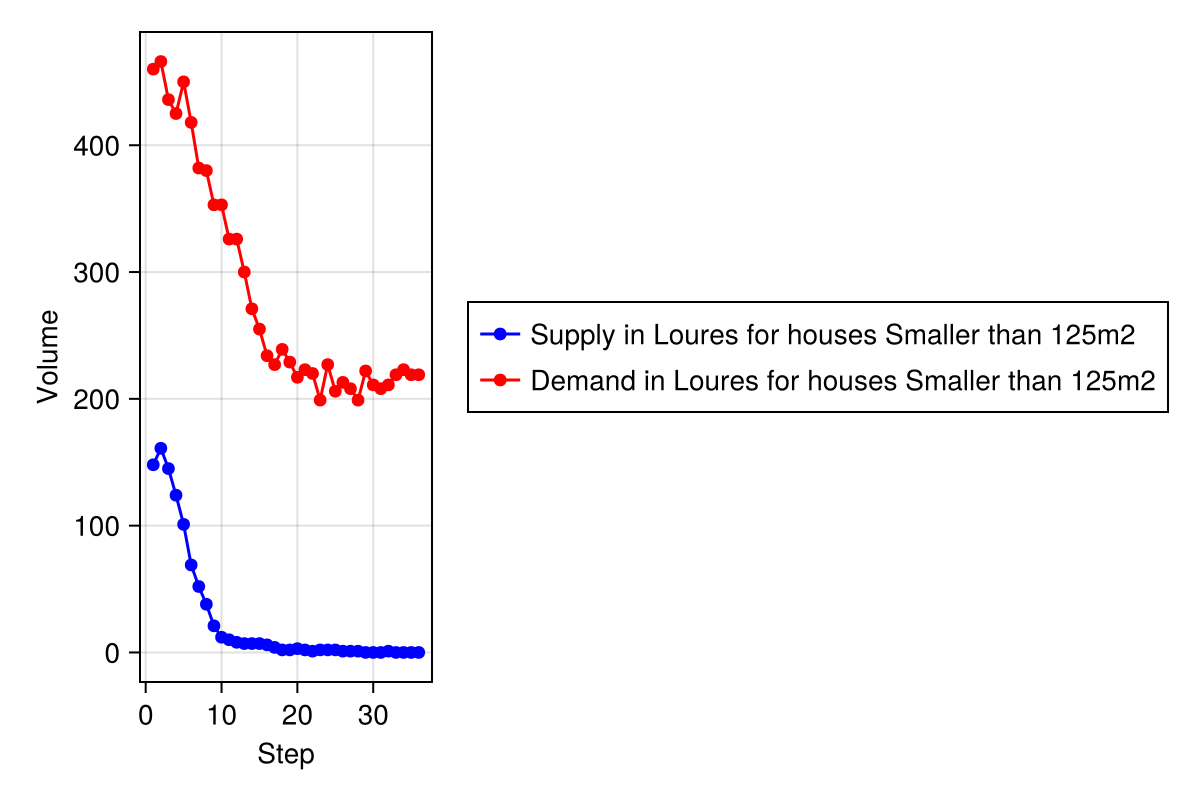 Volume
400
300
200
100
0
0 10 20 30
Step
Supply in Loures for houses Smaller than 125m2
Demand in Loures for houses Smaller than 125m2